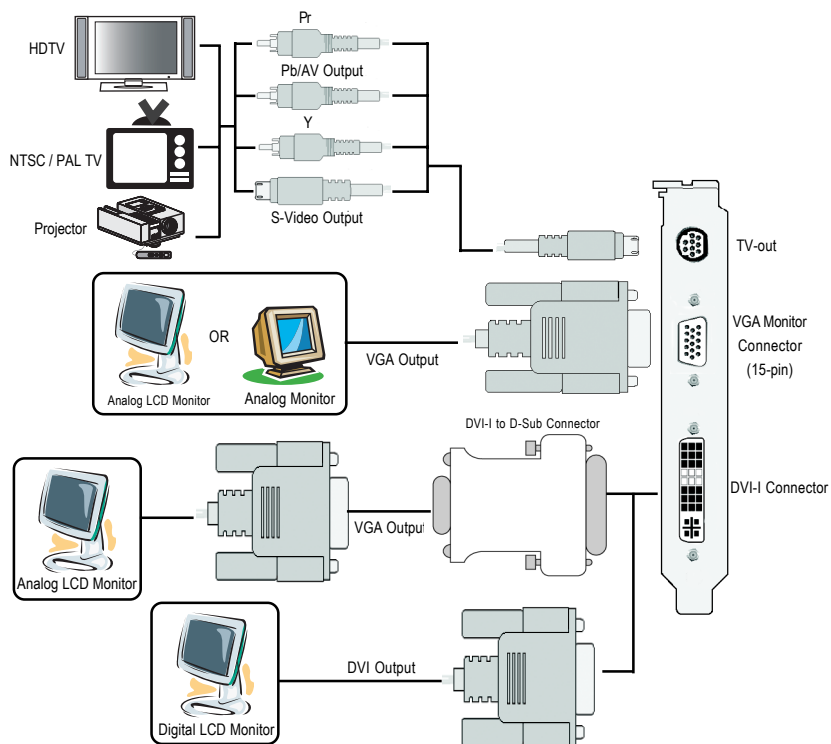 Pr
HDTV
Pb/AV Output
Y
NTSC / PAL TV
S-Video Output
Projector
TV-out
VGA Monitor
Connector
(15-pin)
OR
VGA Output
Analog LCD Monitor
Analog Monitor
DVI-I to D-Sub Connector
DVI-I Connector
VGA Output
Analog LCD Monitor
DVI Output
Digital LCD Monitor